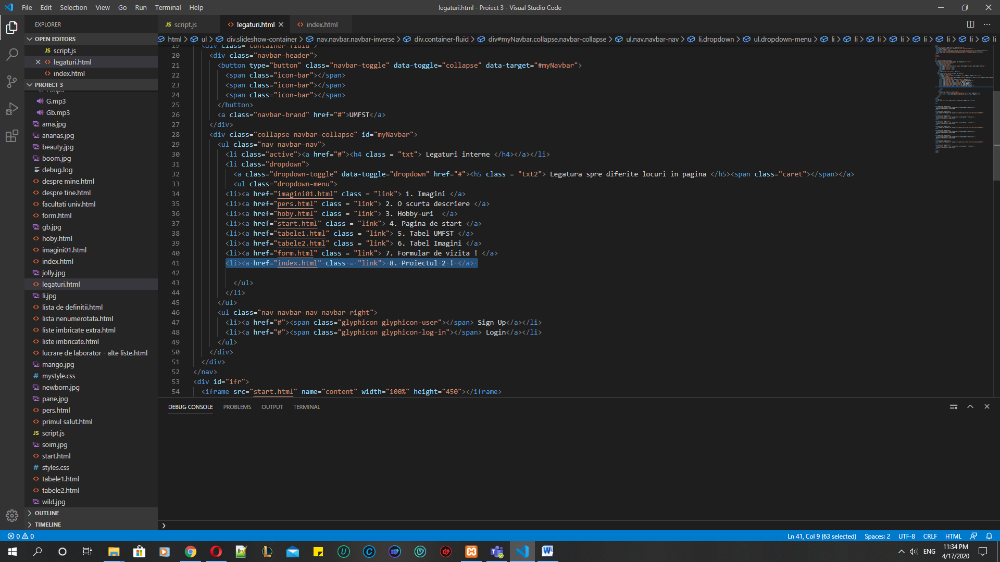 File Edit Selection View Go Run Terminal Help
legaturi.html - Proiect 3 - Visual Studio Code
EXPLORER
OPEN EDITORS
JS script.js
legaturi.html
index.html
PROIECT 3
F.mp3
G.mp3
Gb.mp3
ama.jpg
ananas.jpg
beauty.jpg
boom.jpg
debug.log
despre mine.html
despre tine.html
facultati univ.html
form.html
gb.jpg
hoby.html
imagini01.html
index.html
jolly.jpg
legaturi.html
li.jpg
lista de definitii.html
lista nenumerotata.html
liste imbricate extra.html
liste imbricate.html
lucrare de laborator - alte liste.html
mango.jpg
# mystyle.css
newborn.jpg
pane.jpg
pers.html
primul salut.html
JS script.js
soim.jpg
start.html
# styles.css
tabele1.html
tabele2.html
wild.jpg
OUTLINE
TIMELINE
JS script.js legaturi.html index.html
html > ul > div.slideshow-container > nav.navbar.navbar-inverse > div.container-fluid > div#myNavbar.collapse.navbar-collapse > ul.nav.navbar-nav > li.dropdown > ul.dropdown-menu > li > li > li > li > li > li > li > li
19 <div class="container-fluid">
20 <div class="navbar-header">
21 <button type="button" class="navbar-toggle" data-toggle="collapse" data-target="#myNavbar">
22 <span class="icon-bar"></span>
23 <span class="icon-bar"></span>
24 <span class="icon-bar"></span>
25 </button>
26 <a class="navbar-brand" href="#">UMFST</a>
27 </div>
28 <div class="collapse navbar-collapse" id="myNavbar">
29 <ul class="nav navbar-nav">
30 <li class="active"><a href="#"><h4 class = "txt"> Legaturi interne </h4></a></li>
31 <li class="dropdown">
32 <a class="dropdown-toggle" data-toggle="dropdown" href="#"><h5 class = "txt2"> Legatura spre diferite locuri in pagina </h5><span class="caret"></span></a>
33 <ul class="dropdown-menu">
34 <li><a href="imagini01.html" class = "link"> 1. Imagini </a>
35 <li><a href="pers.html" class = "link"> 2. O scurta descriere </a>
36 <li><a href="hoby.html" class = "link"> 3. Hobby-uri  </a>
37 <li><a href="start.html" class = "link"> 4. Pagina de start </a>
38 <li><a href="tabele1.html" class = "link"> 5. Tabel UMFST </a>
39 <li><a href="tabele2.html" class = "link"> 6. Tabel Imagini </a>
40 <li><a href="form.html" class = "link"> 7. Formular de vizita ! </a>
41 <li><a href="index.html" class = "link"> 8. Proiectul 2 ! </a>
42
43 </ul>
44 </li>
45 </ul>
46 <ul class="nav navbar-nav navbar-right">
47 <li><a href="#"><span class="glyphicon glyphicon-user"></span> Sign Up</a></li>
48 <li><a href="#"><span class="glyphicon glyphicon-log-in"></span> Login</a></li>
49 </ul>
50 </div>
51 </div>
52 </nav>
53 <div id="ifr">
54 <iframe src="start.html" name="content" width="100%" height="450"></iframe>
DEBUG CONSOLE PROBLEMS OUTPUT TERMINAL
0 0
Ln 41, Col 9 (63 selected) Spaces: 2 UTF-8 CRLF HTML
ENG
11:34 PM
4/17/2020